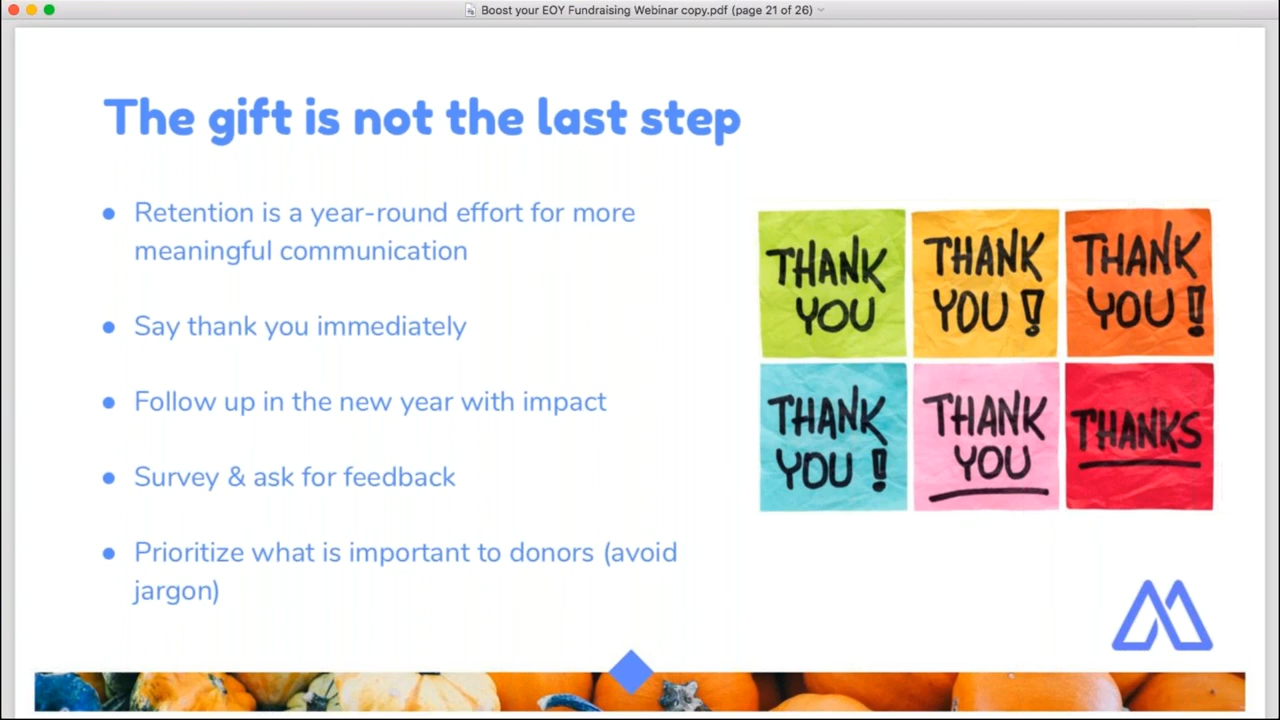 Boost your EOY Fundraising Webinar copy.pdf (page 21 of 26)
The gift is not the last step
● Retention is a year-round effort for more
meaningful communication
● Say thank you immediately
● Follow up in the new year with impact
● Survey & ask for feedback
● Prioritize what is important to donors (avoid
jargon)
THANK
YOU
THANK
YOU!
THANK
YOU!
THANK
YOU!
THANK
YOU
THANKS